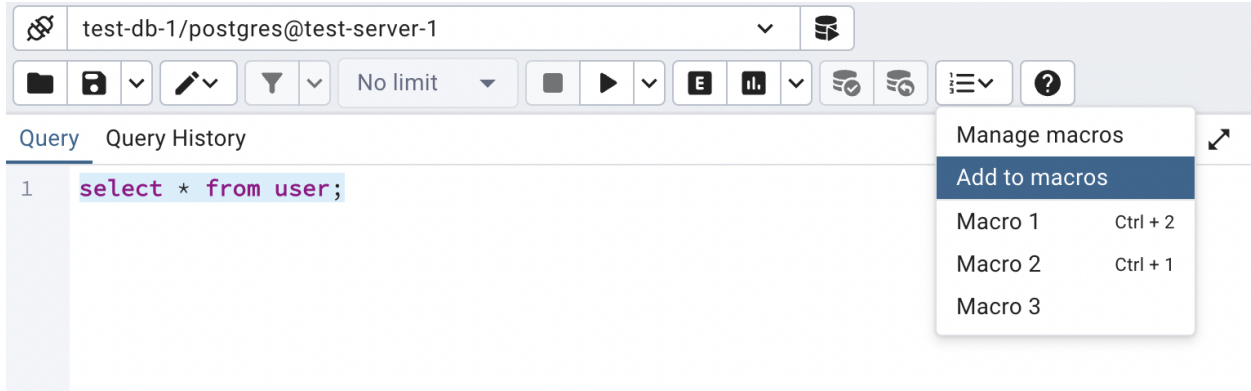 test-db-1/postgres@test-server-1
No limit
E
Query Query History
Manage macros
Add to macros
1 select * from user;
Macro 1 Ctrl + 2
Macro 2 Ctrl + 1
Macro 3